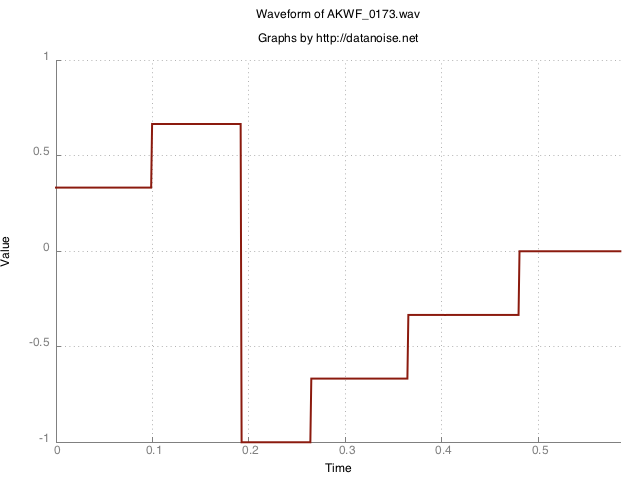 Waveform of AKWF_0173.wav
Graphs by http://datanoise.net
1
0.5
0
-0.5
-1
Value
0 0.1 0.2 0.3 0.4 0.5
Time